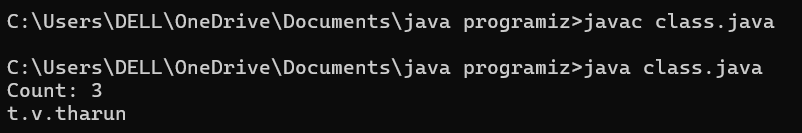 C:\Users\DELL\OneDrive\Documents\java programiz>javac class.java
C:\Users\DELL\OneDrive\Documents\java programiz>java class.java
Count: 3
t.v.tharun